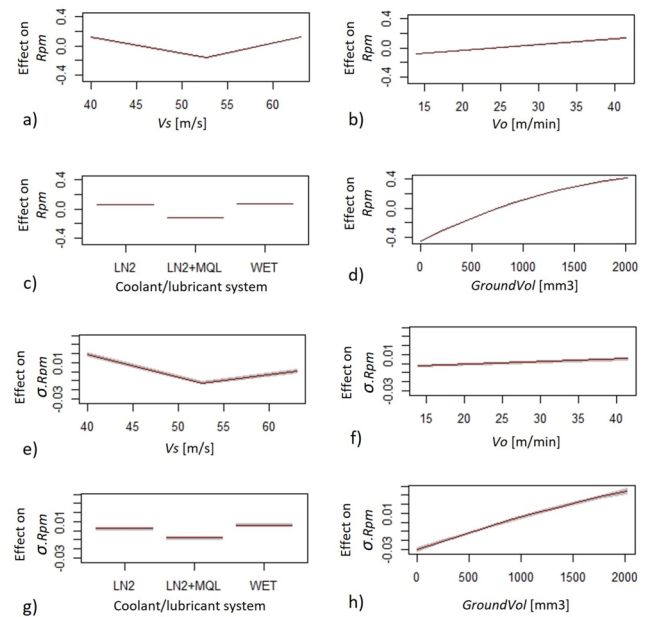 Effect on
Rpm
0.4
0.0
-0.4
40 45 50 55 60
a)
Vs [m/s]
Effect on
Rpm
0.4
0.0
-0.4
15 20 25 30 35 40
b)
Vo [m/min]
Effect on
Rpm
0.4
0.0
-0.4
LN2 LN2+MQL WET
c)
Coolant/lubricant system
Effect on
Rpm
0.4
0.0
-0.4
0 500 1000 1500 2000
d)
GroundVol [mm3]
Effect on
σ.Rpm
0.01
-0.03
40 45 50 55 60
e)
Vs [m/s]
Effect on
σ.Rpm
0.01
-0.03
15 20 25 30 35 40
f)
Vo [m/min]
Effect on
σ.Rpm
0.01
-0.03
LN2 LN2+MQL WET
g)
Coolant/lubricant system
Effect on
σ.Rpm
0.01
-0.03
0 500 1000 1500 2000
h)
GroundVol [mm3]